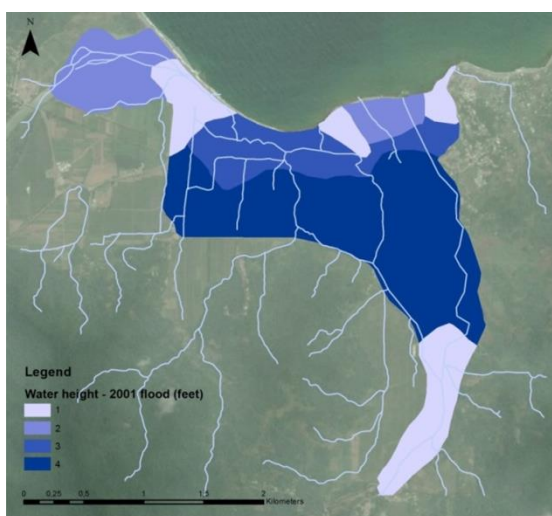 N
Legend
Water height - 2001 flood (feet)
1
2
3
4
0 0,25 0,5 1 1,5 2
Kilometers